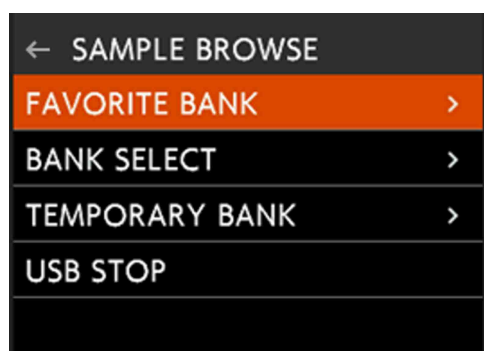 ← SAMPLE BROWSE
FAVORITE BANK >
BANK SELECT >
TEMPORARY BANK >
USB STOP